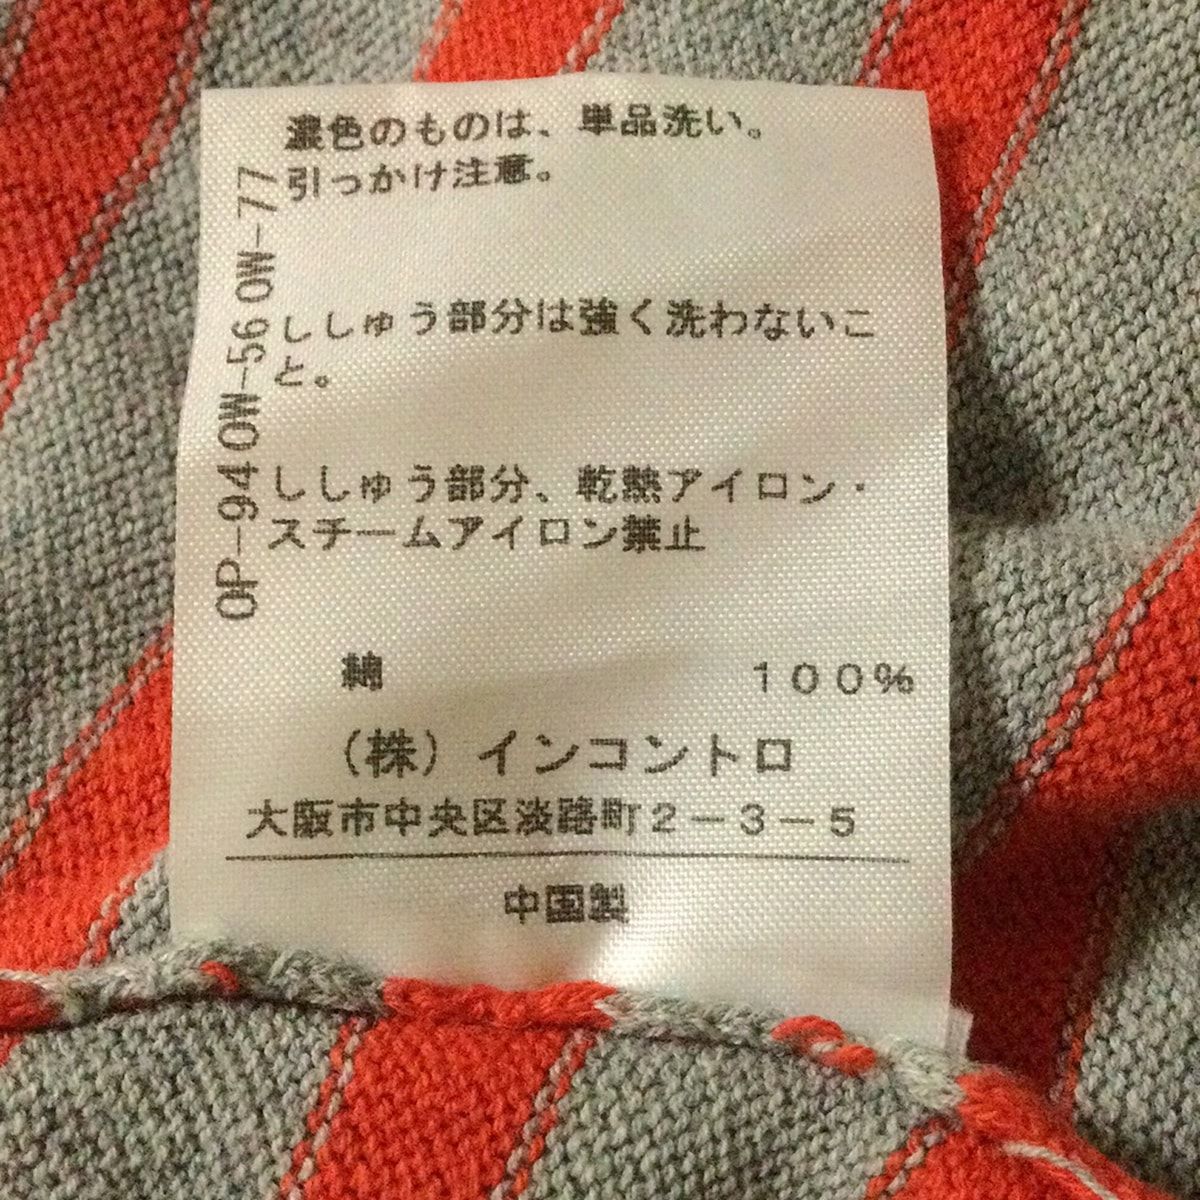 濃色のものは、単品洗い。
引っかけ注意。
ししゅう部分は強く洗わないこ
と。
ししゅう部分、乾熱アイロン・
スチームアイロン禁止
綿 100%
(株)インコントロ
大阪市中央区淡路町2-3-5
中国製
OP-940W-560W-77